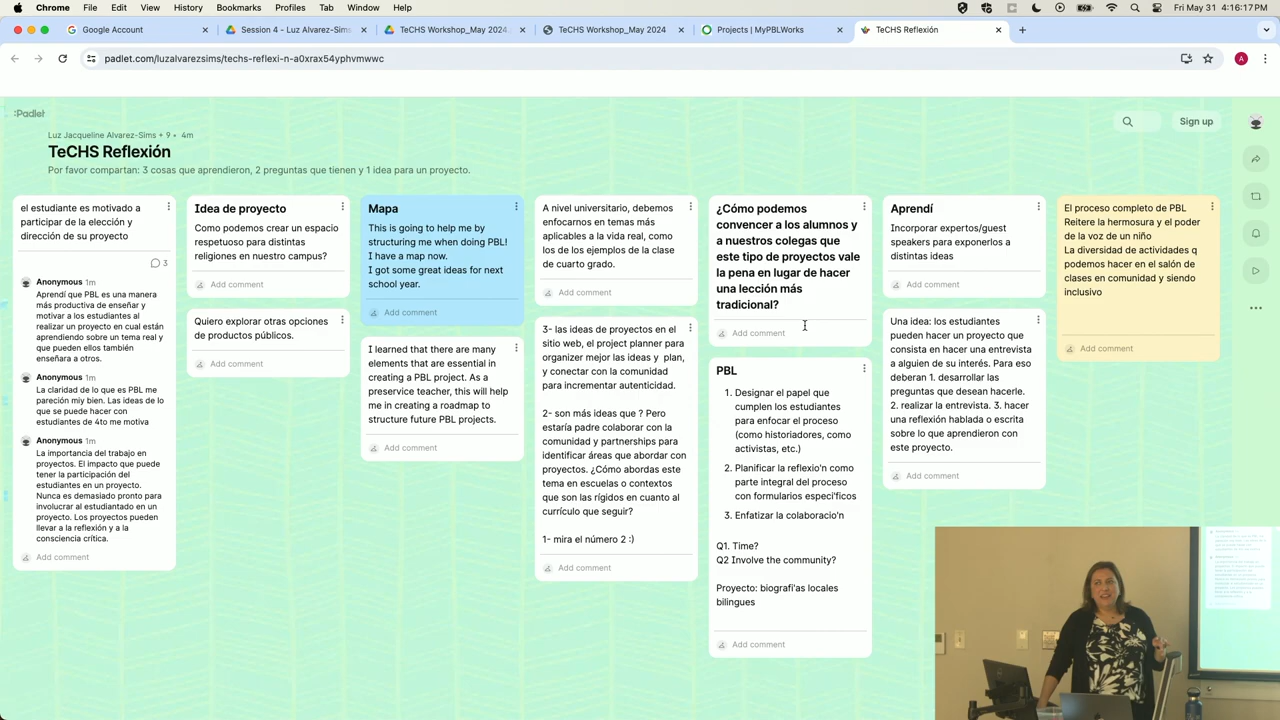 Chrome File Edit View History Bookmarks Profiles Tab Window Help
Fri May 31 4:16:17 PM
Google Account
Session 4 - Luz Alvarez-Sims
TeCHS Workshop_May 2024
TeCHS Workshop_May 2024
Projects | MyPBLWorks
TeCHS Reflexión
padlet.com/luzalvarezsims/techs-reflexi-n-a0xrax54yphvmwwc
A
:Padlet
Sign up
Luz Jacqueline Alvarez-Sims + 9 • 4m
TeCHS Reflexión
Por favor compartan: 3 cosas que aprendieron, 2 preguntas que tienen y 1 idea para un proyecto.
el estudiante es motivado a
participar de la elección y
dirección de su proyecto
3
Anonymous 1m
Aprendí que PBL es una manera
más productiva de enseñar y
motivar a los estudiantes al
realizar un proyecto en cual están
aprendiendo sobre un tema real y
que pueden ellos también
enseñara a otros.
Anonymous 1m
La claridad de lo que es PBL me
pareción miy bien. Las ideas de lo
que se puede hacer con
estudiantes de 4to me motiva
Anonymous 1m
La importancia del trabajo en
proyectos. El impacto que puede
tener la participación del
estudiantes en un proyecto.
Nunca es demasiado pronto para
involucrar al estudiantado en un
proyecto. Los proyectos pueden
llevar a la reflexión y a la
consciencia crítica.
Add comment
Idea de proyecto
Como podemos crear un espacio
respetuoso para distintas
religiones en nuestro campus?
Add comment
Quiero explorar otras opciones
de productos públicos.
Add comment
Mapa
This is going to help me by
structuring me when doing PBL!
I have a map now.
I got some great ideas for next
school year.
Add comment
I learned that there are many
elements that are essential in
creating a PBL project. As a
preservice teacher, this will help
me in creating a roadmap to
structure future PBL projects.
Add comment
A nivel universitario, debemos
enfocarnos en temas más
aplicables a la vida real, como
los de los ejemplos de la clase
de cuarto grado.
Add comment
3- las ideas de proyectos en el
sitio web, el project planner para
organizer mejor las ideas y plan,
y conectar con la comunidad
para incrementar autenticidad.
2- son más ideas que ? Pero
estaría padre colaborar con la
comunidad y partnerships para
identificar áreas que abordar con
proyectos. ¿Cómo abordas este
tema en escuelas o contextos
que son las rígidos en cuanto al
currículo que seguir?
1- mira el número 2 :)
Add comment
¿Cómo podemos
convencer a los alumnos y
a nuestros colegas que
este tipo de proyectos vale
la pena en lugar de hacer
una lección más
tradicional?
Add comment
PBL
1. Designar el papel que
cumplen los estudiantes
para enfocar el proceso
(como historiadores, como
activistas, etc.)
2. Planificar la reflexio'n como
parte integral del proceso
con formularios especi'ficos
3. Enfatizar la colaboracio'n
Q1. Time?
Q2 Involve the community?
Proyecto: biografi'as locales
bilingues
Add comment
Aprendí
Incorporar expertos/guest
speakers para exponerlos a
distintas ideas
Add comment
Una idea: los estudiantes
pueden hacer un proyecto que
consista en hacer una entrevista
a alguien de su interés. Para eso
deberan 1. desarrollar las
preguntas que desean hacerle.
2. realizar la entrevista. 3. hacer
una reflexión hablada o escrita
sobre lo que aprendieron con
este proyecto.
Add comment
El proceso completo de PBL
Reitere la hermosura y el poder
de la voz de un niño
La diversidad de actividades q
podemos hacer en el salón de
clases en comunidad y siendo
inclusivo
Add comment